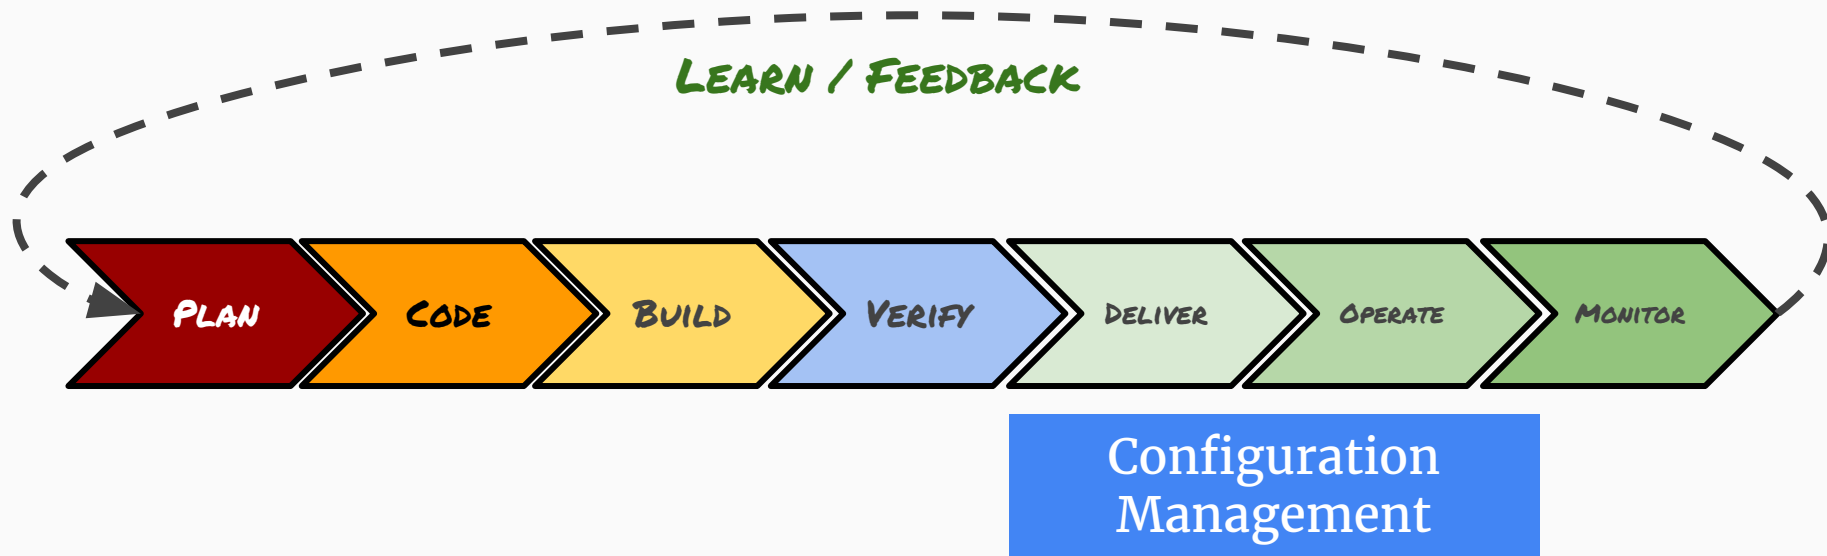 Learn / Feedback
Plan
Code
Build
Verify
Deliver
Operate
Monitor
Configuration
Management